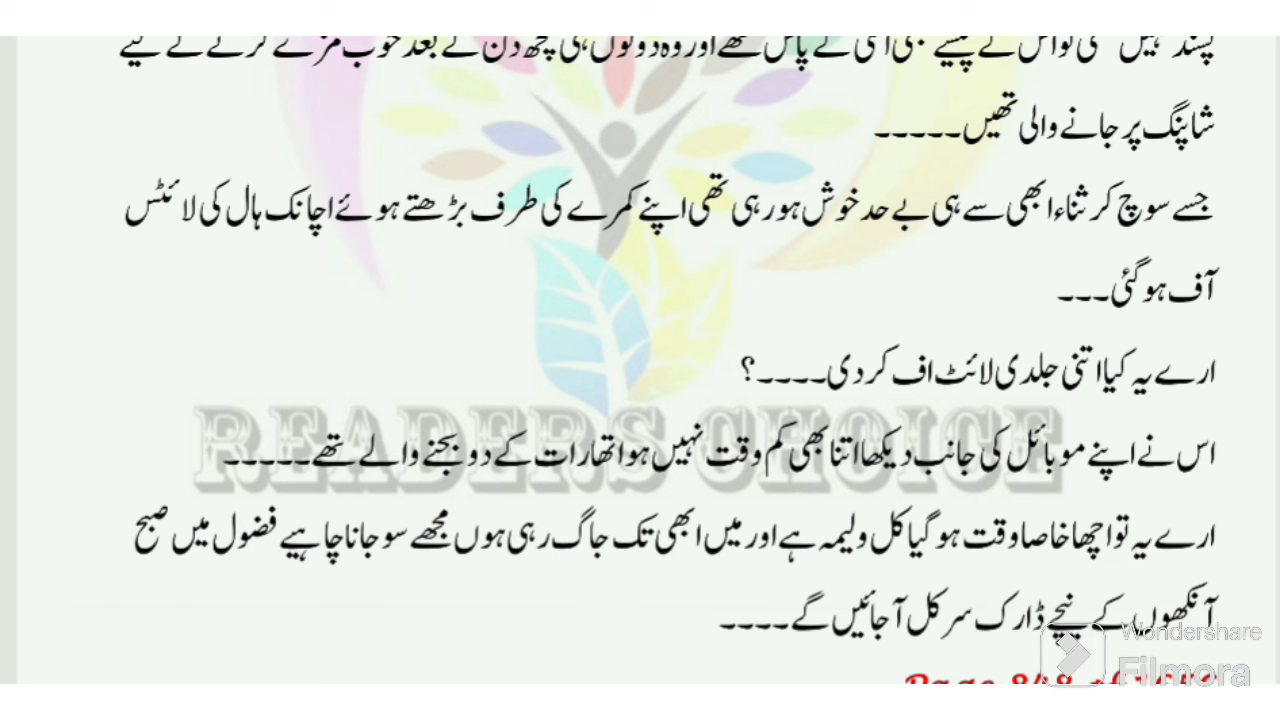 پسند نہیں تھی تو اس کے پیسے بھی اسی کے پاس تھے اور وہ دونوں ہی کچھ دن کے بعد خوب مزے کرنے کے لیے
شاپنگ پر جانے والی تھیں۔۔۔۔۔
جسے سوچ کر ثناء ابھی سے ہی بے حد خوش ہو رہی تھی اپنے کمرے کی طرف بڑھتے ہوئے اچانک ہال کی لائٹس
آف ہو گئی۔۔۔
ارے یہ کیا اتنی جلدی لائٹ اف کر دی۔۔۔۔؟
READERS CHOICE
اس نے اپنے موبائل کی جانب دیکھا اتنا بھی کم وقت نہیں ہوا تھا رات کے دو بجنے والے تھے۔۔۔۔۔
ارے یہ تو اچھا خاصا وقت ہو گیا کل ولیمہ ہے اور میں ابھی تک جاگ رہی ہوں مجھے سو جانا چاہیے فضول میں صبح
آنکھوں کے نیچے ڈارک سرکل آجائیں گے۔۔۔۔
Wondershare
Filmora